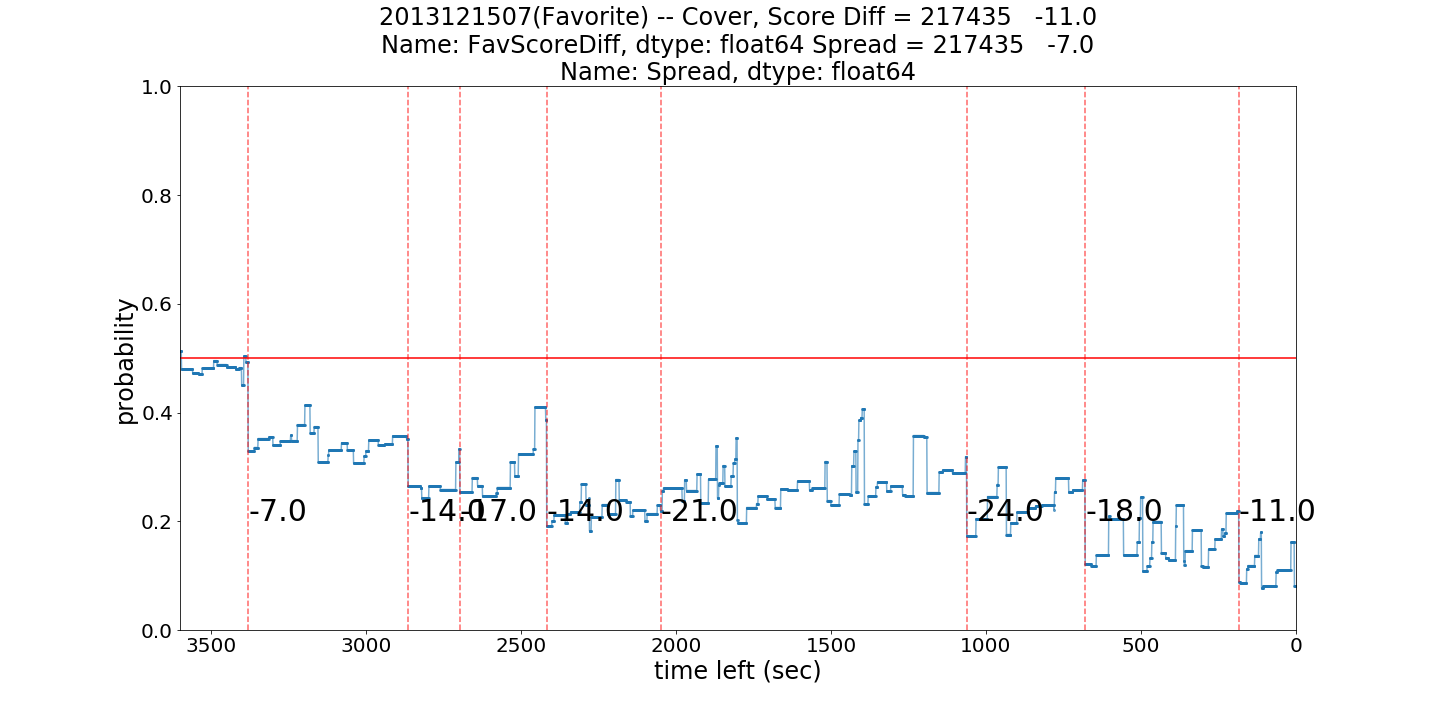 2013121507(Favorite) -- Cover, Score Diff = 217435   -11.0
Name: FavScoreDiff, dtype: float64 Spread = 217435   -7.0
Name: Spread, dtype: float64
1.0
0.8
0.6
0.4
0.2
0.0
probability
-7.0
-14.0
-17.0
-14.0
-21.0
-24.0
-18.0
-11.0
3500 3000 2500 2000 1500 1000 500 0
time left (sec)